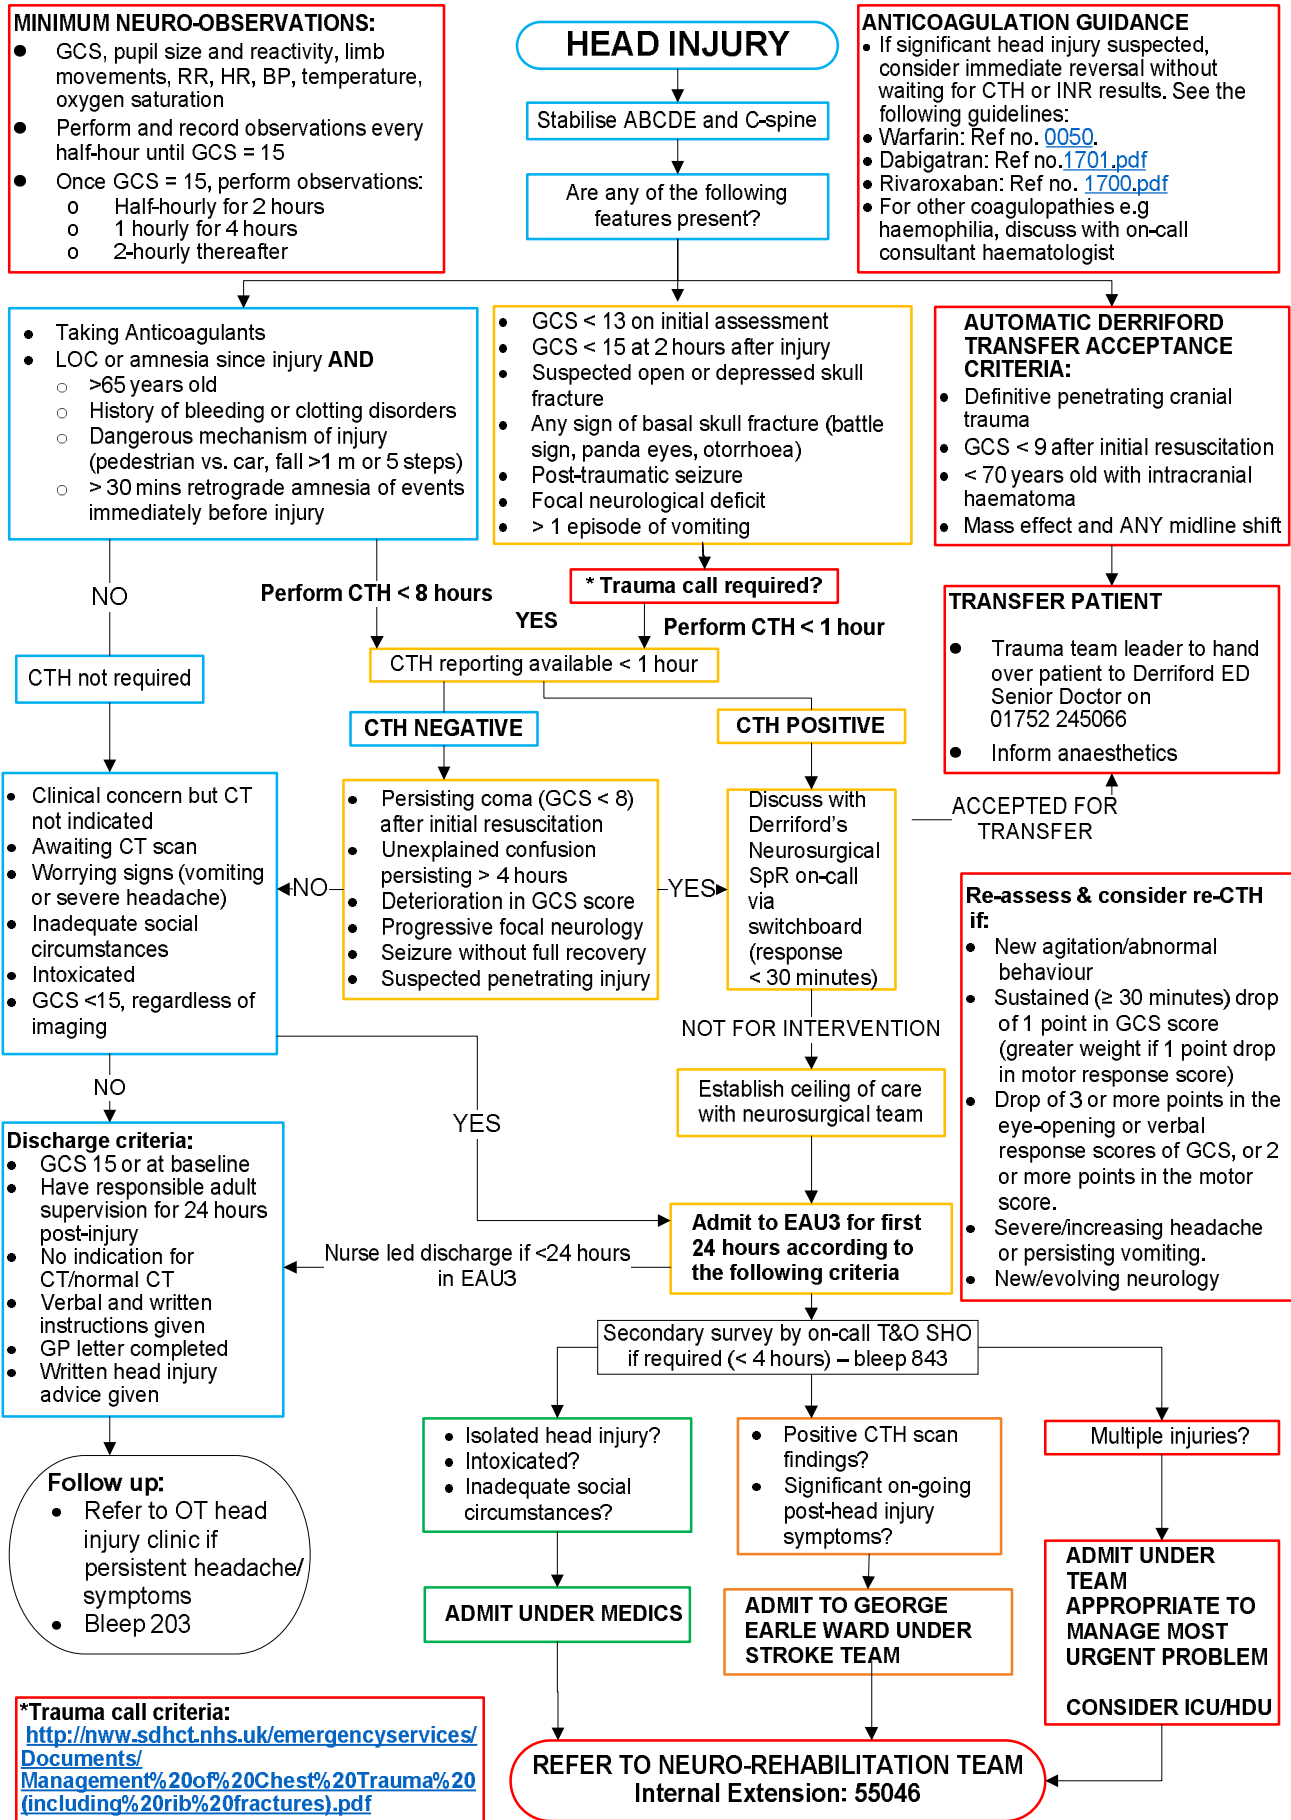 MINIMUM NEURO-OBSERVATIONS:
● GCS, pupil size and reactivity, limb
movements, RR, HR, BP, temperature,
oxygen saturation
● Perform and record observations every
half-hour until GCS = 15
● Once GCS = 15, perform observations:
o Half-hourly for 2 hours
o 1 hourly for 4 hours
o 2-hourly thereafter
HEAD INJURY
Stabilise ABCDE and C-spine
Are any of the following
features present?
ANTICOAGULATION GUIDANCE
● If significant head injury suspected,
consider immediate reversal without
waiting for CTH or INR results. See the
following guidelines:
● Warfarin: Ref no. 0050.
● Dabigatran: Ref no.1701.pdf
● Rivaroxaban: Ref no. 1700.pdf
● For other coagulopathies e.g
haemophilia, discuss with on-call
consultant haematologist
● Taking Anticoagulants
● LOC or amnesia since injury AND
○ >65 years old
○ History of bleeding or clotting disorders
○ Dangerous mechanism of injury
(pedestrian vs. car, fall >1 m or 5 steps)
○ > 30 mins retrograde amnesia of events
immediately before injury
● GCS < 13 on initial assessment
● GCS < 15 at 2 hours after injury
● Suspected open or depressed skull
fracture
● Any sign of basal skull fracture (battle
sign, panda eyes, otorrhoea)
● Post-traumatic seizure
● Focal neurological deficit
● > 1 episode of vomiting
AUTOMATIC DERRIFORD
TRANSFER ACCEPTANCE
CRITERIA:
● Definitive penetrating cranial
trauma
● GCS < 9 after initial resuscitation
● < 70 years old with intracranial
haematoma
● Mass effect and ANY midline shift
NO
Perform CTH < 8 hours
* Trauma call required?
YES
Perform CTH < 1 hour
CTH not required
CTH reporting available < 1 hour
CTH NEGATIVE
CTH POSITIVE
TRANSFER PATIENT
● Trauma team leader to hand
over patient to Derriford ED
Senior Doctor on
01752 245066
● Inform anaesthetics
● Clinical concern but CT
not indicated
● Awaiting CT scan
● Worrying signs (vomiting
or severe headache)
● Inadequate social
circumstances
● Intoxicated
● GCS <15, regardless of
imaging
NO
● Persisting coma (GCS < 8)
after initial resuscitation
● Unexplained confusion
persisting > 4 hours
● Deterioration in GCS score
● Progressive focal neurology
● Seizure without full recovery
● Suspected penetrating injury
YES
Discuss with
Derriford's
Neurosurgical
SpR on-call
via
switchboard
(response
< 30 minutes)
ACCEPTED FOR
TRANSFER
NOT FOR INTERVENTION
Establish ceiling of care
with neurosurgical team
Re-assess & consider re-CTH
if:
● New agitation/abnormal
behaviour
● Sustained (≥ 30 minutes) drop
of 1 point in GCS score
(greater weight if 1 point drop
in motor response score)
● Drop of 3 or more points in the
eye-opening or verbal
response scores of GCS, or 2
or more points in the motor
score.
● Severe/increasing headache
or persisting vomiting.
● New/evolving neurology
NO
YES
Discharge criteria:
● GCS 15 or at baseline
● Have responsible adult
supervision for 24 hours
post-injury
● No indication for
CT/normal CT
● Verbal and written
instructions given
● GP letter completed
● Written head injury
advice given
Nurse led discharge if <24 hours
in EAU3
Admit to EAU3 for first
24 hours according to
the following criteria
Secondary survey by on-call T&O SHO
if required (< 4 hours) – bleep 843
● Isolated head injury?
● Intoxicated?
● Inadequate social
circumstances?
● Positive CTH scan
findings?
● Significant on-going
post-head injury
symptoms?
Multiple injuries?
Follow up:
● Refer to OT head
injury clinic if
persistent headache/
symptoms
● Bleep 203
ADMIT UNDER MEDICS
ADMIT TO GEORGE
EARLE WARD UNDER
STROKE TEAM
ADMIT UNDER
TEAM
APPROPRIATE TO
MANAGE MOST
URGENT PROBLEM
CONSIDER ICU/HDU
*Trauma call criteria:
http://nww.sdhct.nhs.uk/emergencyservices/
Documents/
Management%20of%20Chest%20Trauma%20
(including%20rib%20fractures).pdf
REFER TO NEURO-REHABILITATION TEAM
Internal Extension: 55046